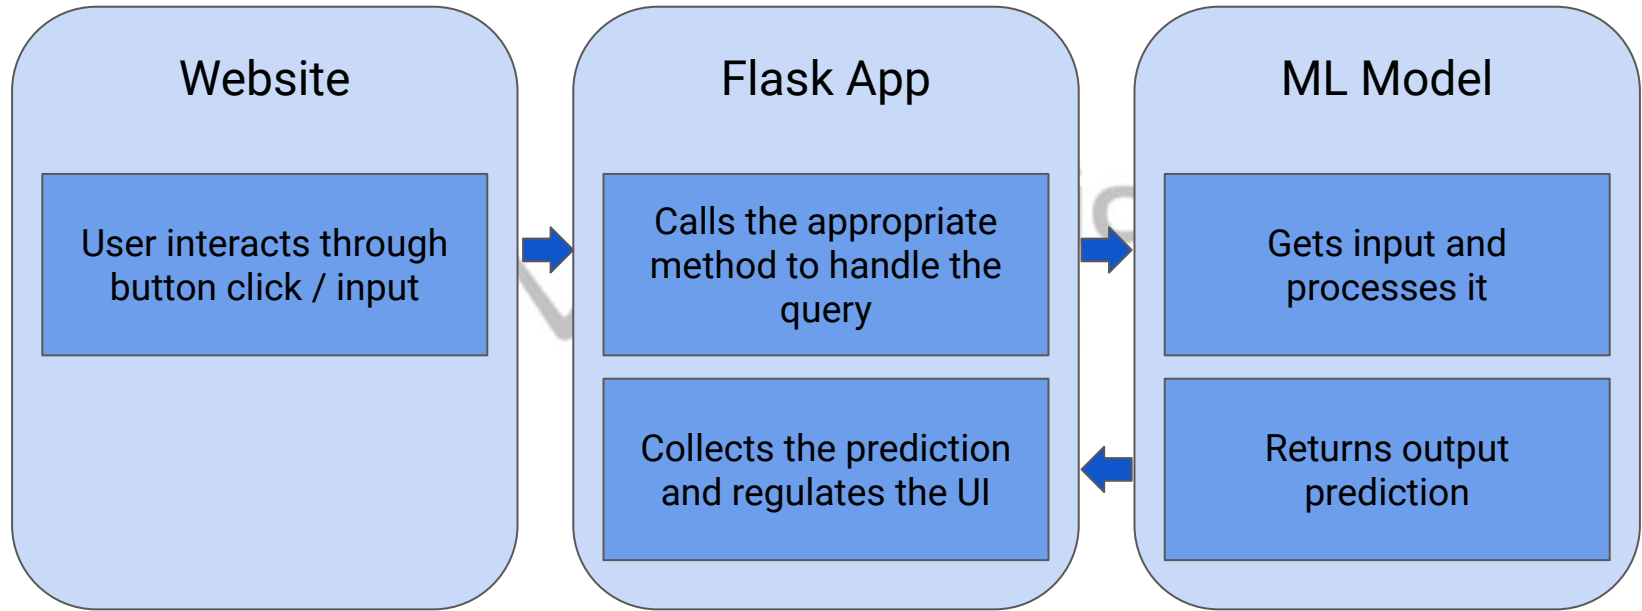 Website
User interacts through
button click / input
Flask App
Calls the appropriate
method to handle the
query
Collects the prediction
and regulates the UI
ML Model
Gets input and
processes it
Returns output
prediction